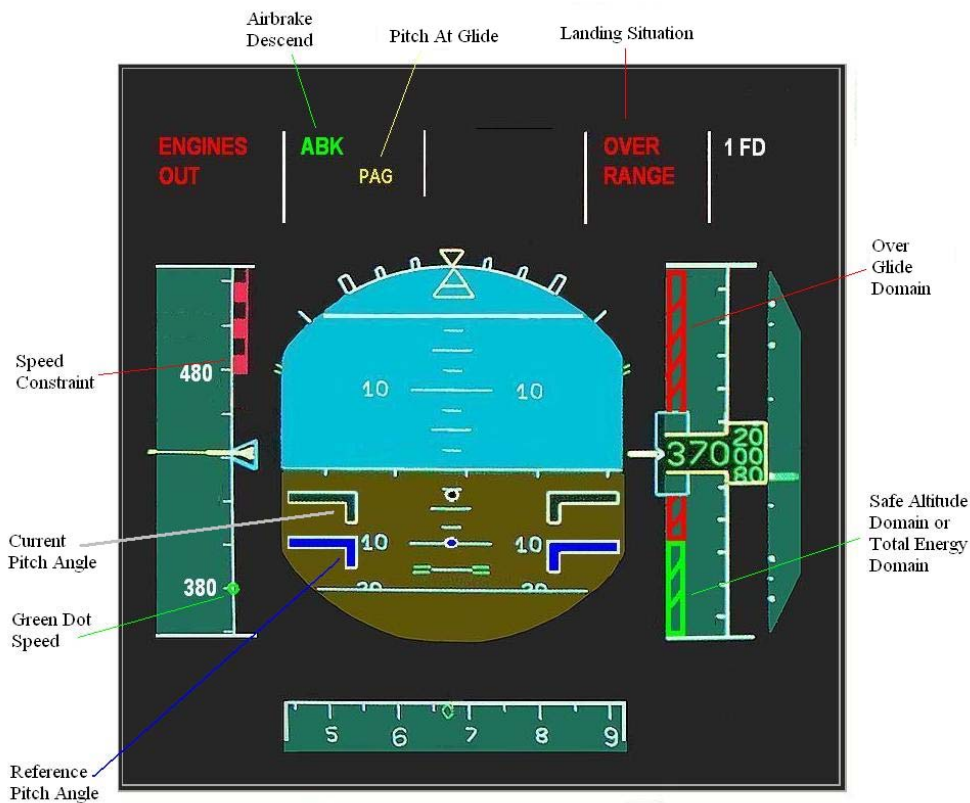 Airbrake
Descend
Pitch At Glide
Landing Situation
ENGINES
OUT
ABK
PAG
OVER
RANGE
1 FD
Over
Glide
Domain
Speed
Constraint
480
10 10
370
20
00
80
Safe Altitude
Domain or
Total Energy
Domain
Current
Pitch Angle
10 10
380
20 20
Green Dot
Speed
5 6 7 8 9
Reference
Pitch Angle